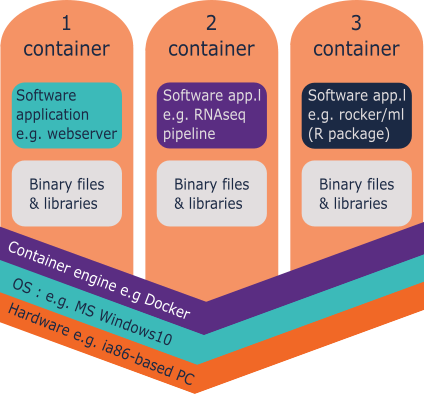 1
container
2
container
3
container
Software
application
e.g. webserver
Software app.l
e.g. RNAseq
pipeline
Software app.l
e.g. rocker/ml
(R package)
Binary files
& libraries
Binary files
& libraries
Binary files
& libraries
Container engine e.g Docker
OS : e.g. MS Windows10
Hardware e.g. ia86-based PC